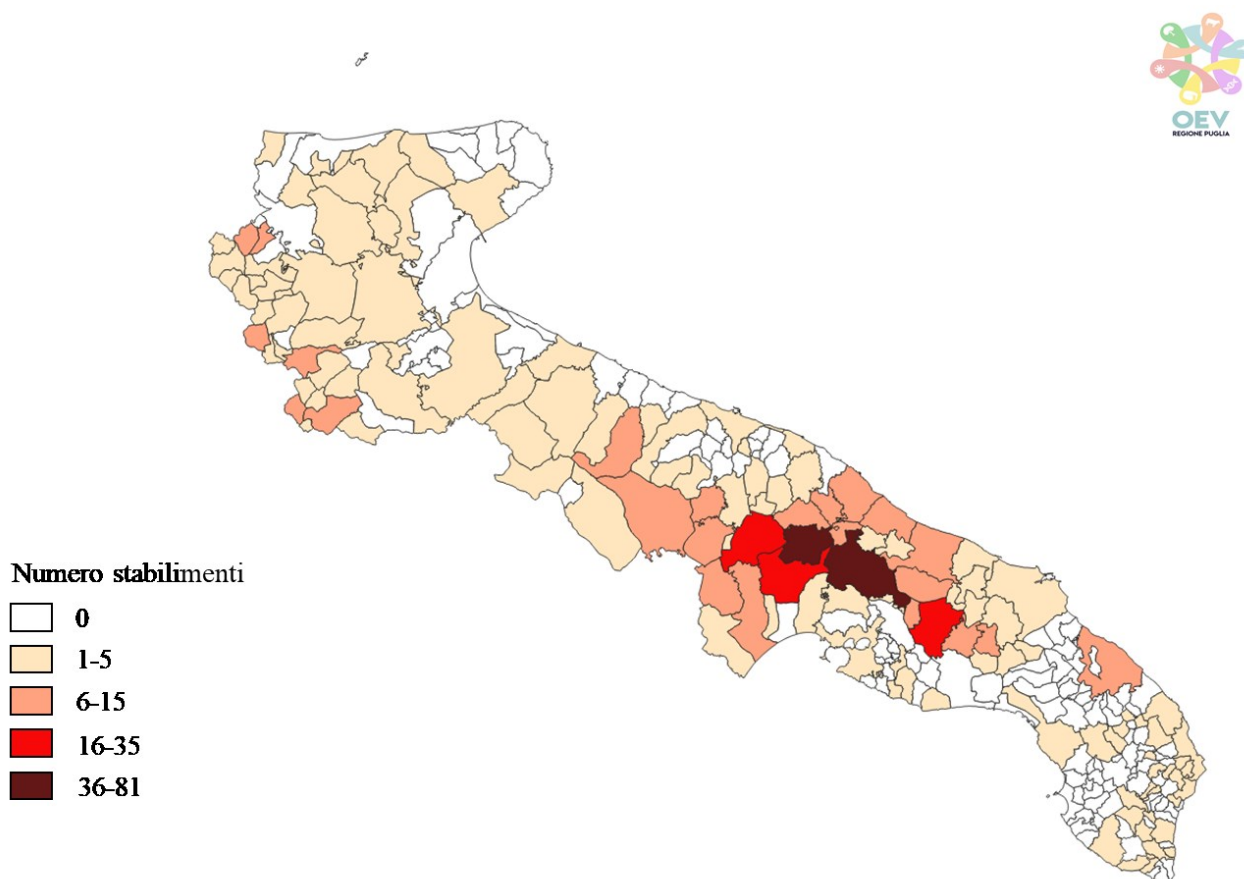 OEV
REGIONE PUGLIA
Numero stabilimenti
0
1-5
6-15
16-35
36-81